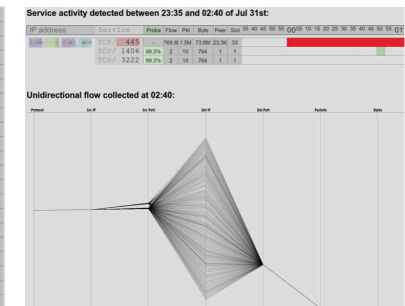 Service activity detected between 23:35 and 02:40 of Jul 31st:
IP address Service Proba Flow Pkt Byte Peer Slot 35 40 45 50 55 00 05 10 15 20 25 30 35 40 45 50 55 01
TCP/ 445 - 768.8K 1.5M 73.8M 23.3K 33
TCP/ 1406 99.3% 2 10 764 1 1
TCP/ 3222 99.3% 2 10 764 1 1
Unidirectional flow collected at 02:40:
Protocol Src IP Src Port Dst IP Dst Port Packets Bytes